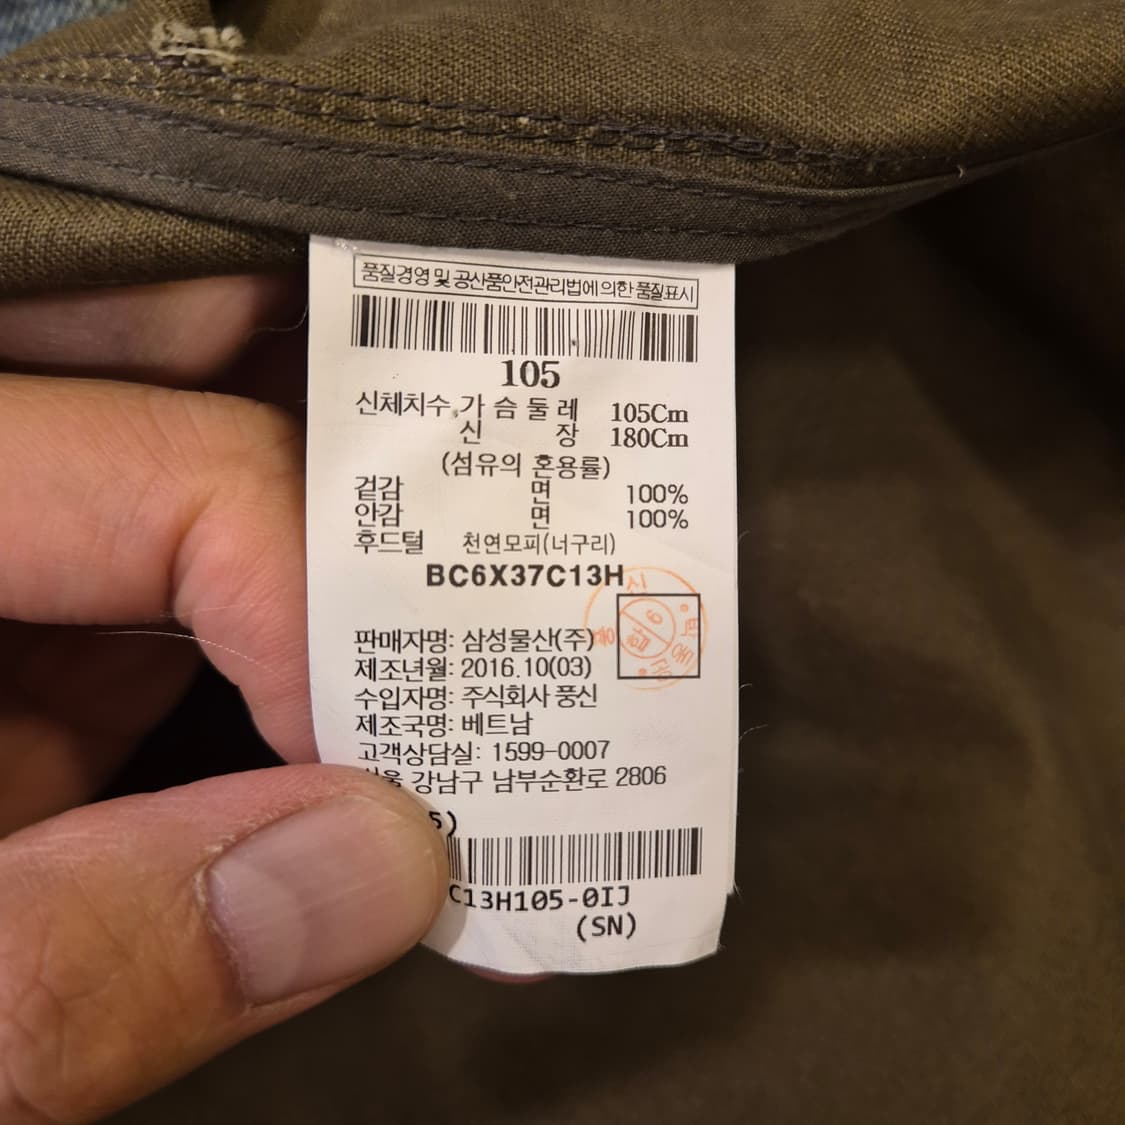 품질경영 및 공산품안전관리법에 의한 품질표시
105
신체치수 가 슴 둘 레 105Cm
신 장 180Cm
(섬유의 혼용률)
겉감 면 100%
안감 면 100%
후드털 천연모피(너구리)
BC6X37C13H
판매자명: 삼성물산(주)
제조년월: 2016.10(03)
수입자명: 주식회사 풍신
제조국명: 베트남
고객상담실: 1599-0007
강남구 남부순환로 2806
5)
C13H105-0IJ
(SN)